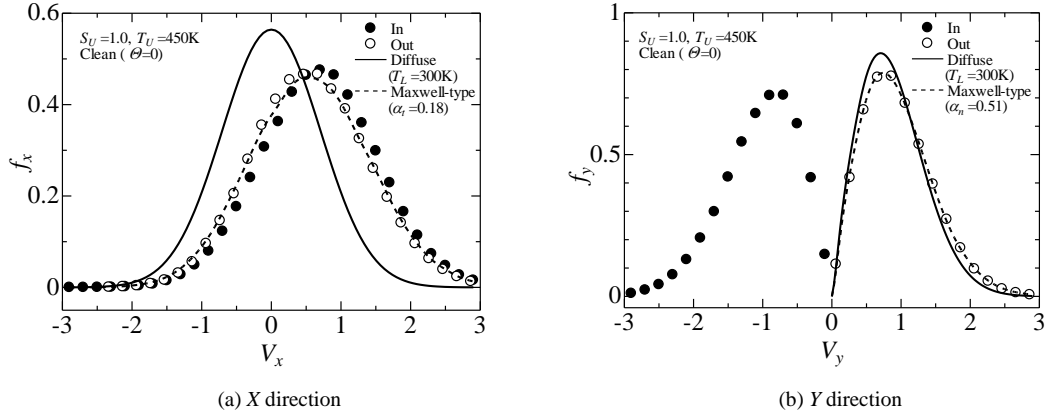 S_U=1.0, T_U=450K
Clean ( Θ=0)
In
Out
Diffuse
(T_L=300K)
Maxwell-type
(α_t=0.18)
0.6
0.4
0.2
0
f_x
-3 -2 -1 0 1 2 3
V_x
(a) X direction
S_U=1.0, T_U=450K
Clean ( Θ=0)
In
Out
Diffuse
(T_L=300K)
Maxwell-type
(α_n=0.51)
1
0.5
0
f_y
-3 -2 -1 0 1 2 3
V_y
(b) Y direction